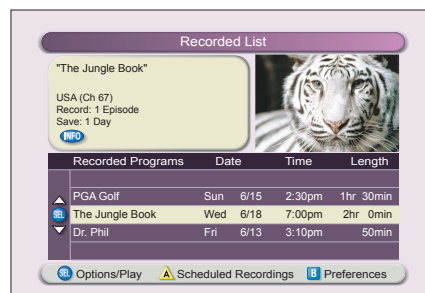 Recorded List
"The Jungle Book"
USA (Ch 67)
Record: 1 Episode
Save: 1 Day
INFO
Recorded Programs Date Time Length
PGA Golf Sun 6/15 2:30pm 1hr 30min
SEL The Jungle Book Wed 6/18 7:00pm 2hr 0min
Dr. Phil Fri 6/13 3:10pm 50min
SEL Options/Play A Scheduled Recordings B Preferences